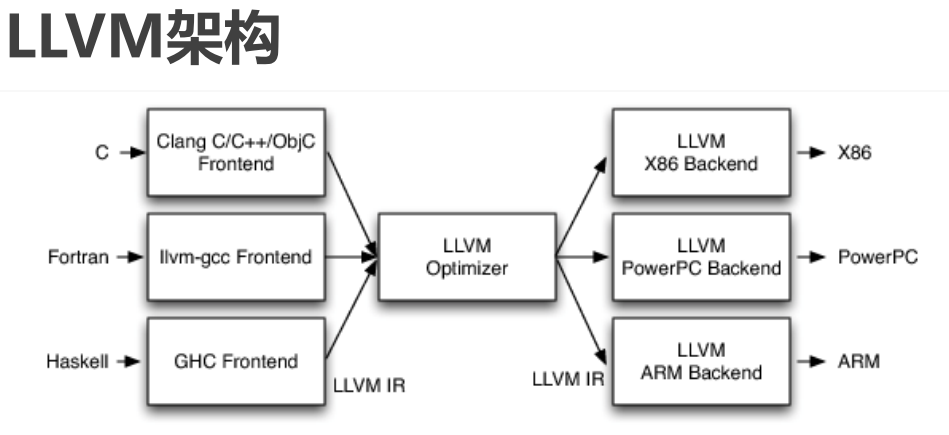 LLVM架构
C
Clang C/C++/ObjC
Frontend
LLVM
X86 Backend
X86
Fortran
llvm-gcc Frontend
LLVM
Optimizer
LLVM
PowerPC Backend
PowerPC
Haskell
GHC Frontend
LLVM IR
LLVM IR
LLVM
ARM Backend
ARM